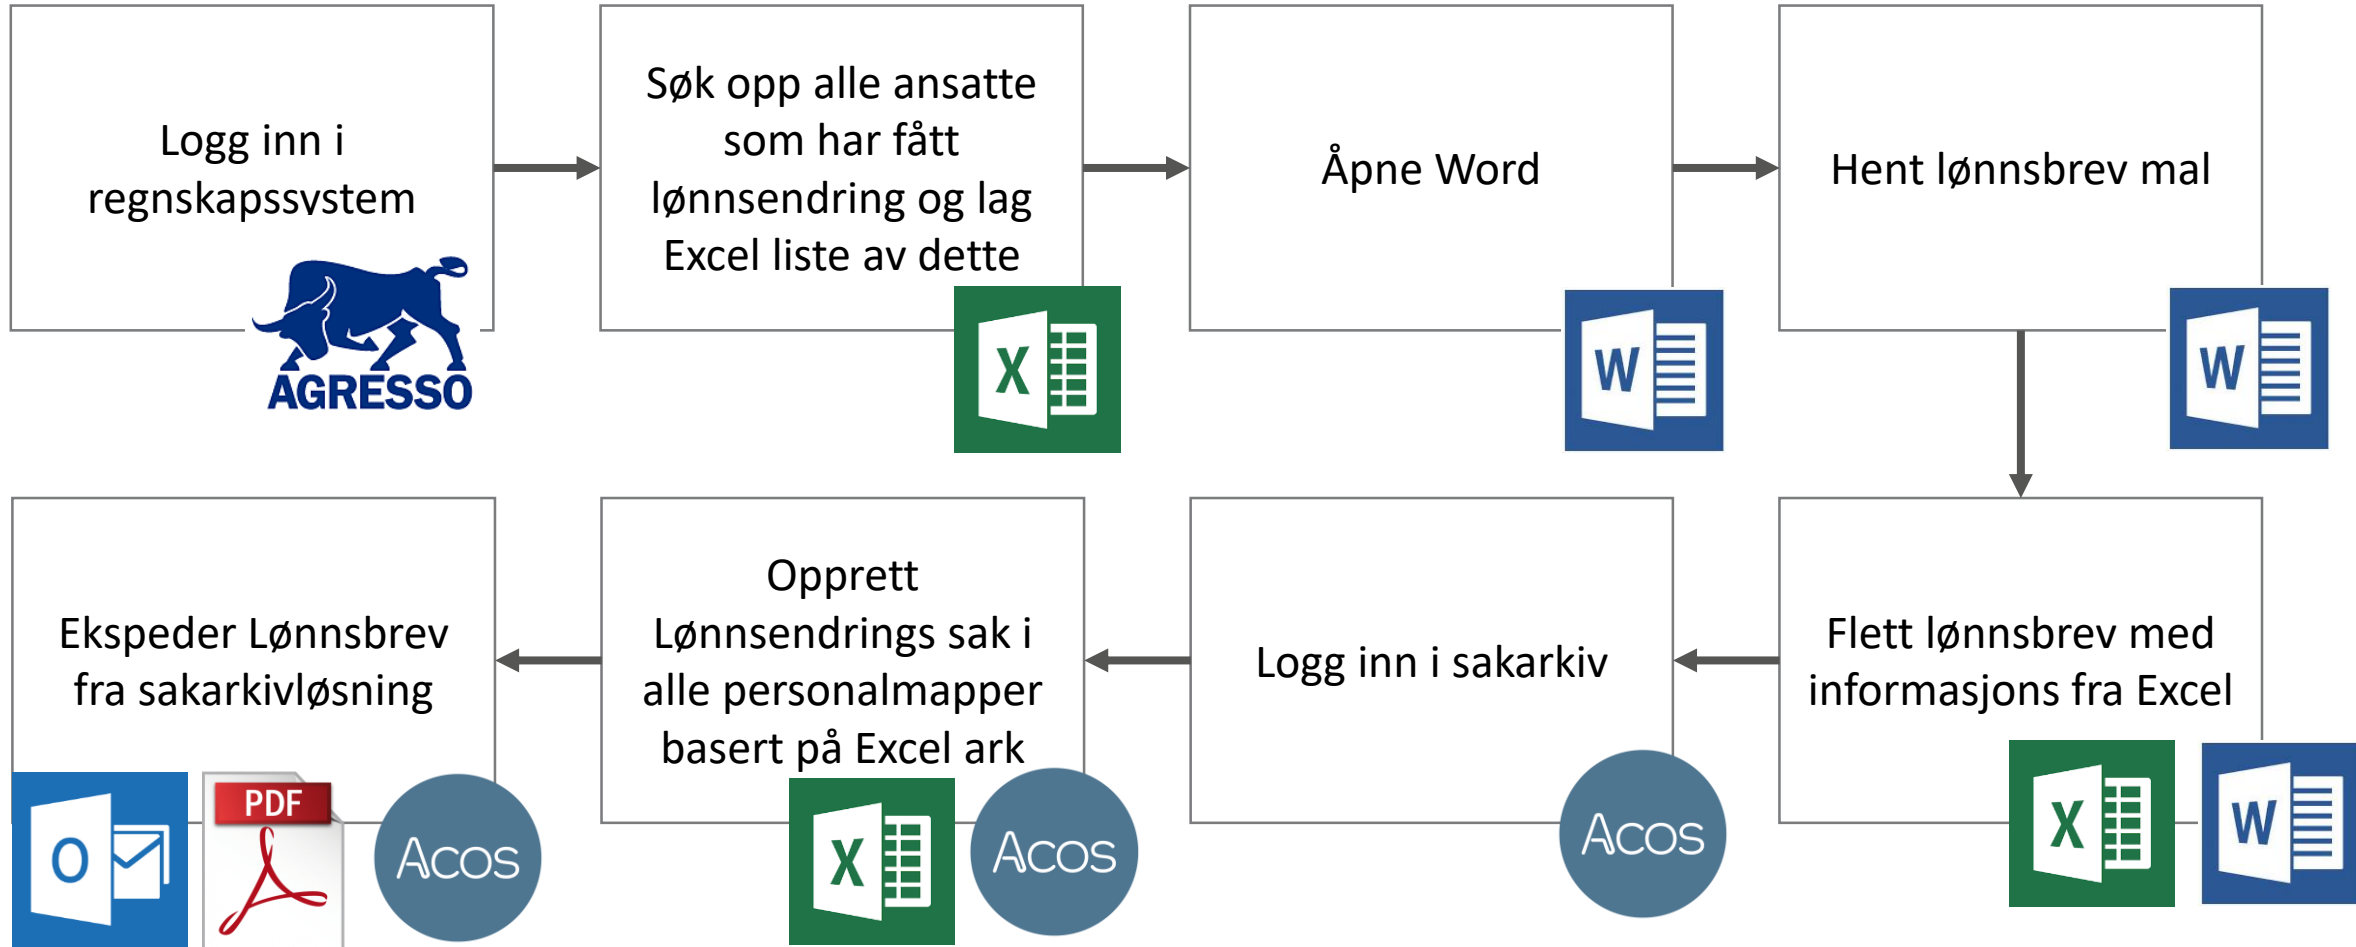 Logg inn i
regnskapssystem
AGRESSO
Søk opp alle ansatte
som har fått
lønnsendring og lag
Excel liste av dette
X
Åpne Word
W
Hent lønnsbrev mal
W
Flett lønnsbrev med
informasjons fra Excel
X
W
Logg inn i sakarkiv
Acos
Opprett
Lønnsendrings sak i
alle personalmapper
basert på Excel ark
X
Acos
Ekspeder Lønnsbrev
fra sakarkivløsning
O
PDF
Acos